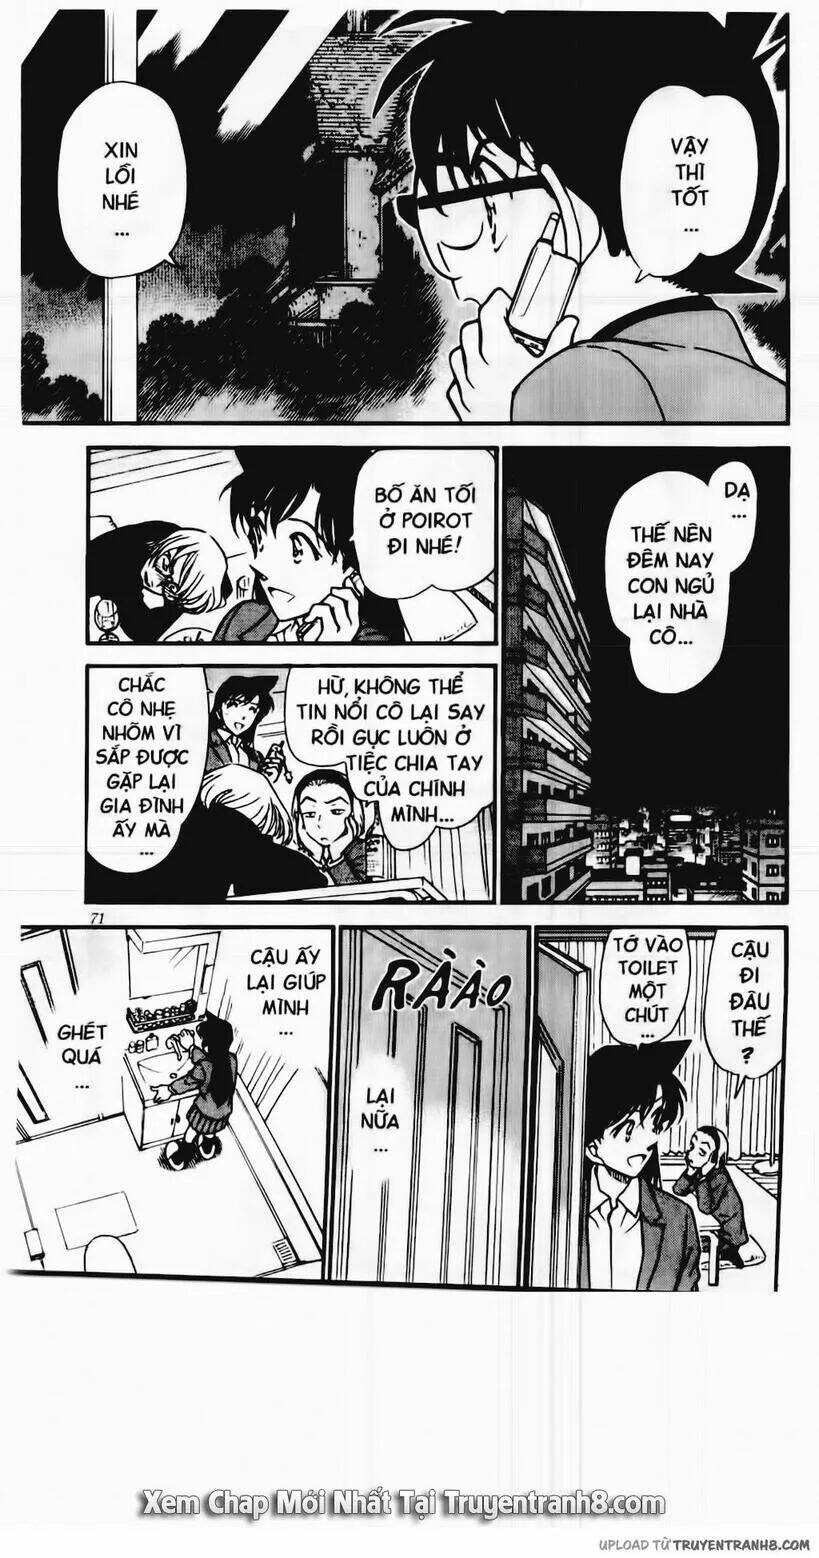 VẬY
THÌ
TỐT
...
XIN
LỒI
NHÉ
...
DẠ
...
THẾ NÊN
ĐÊM NAY
CON NGỦ
LẠI NHÀ
CÔ...
BỐ ĂN TỐI
Ở POIROT
ĐI NHÉ!
HỪ, KHÔNG THỂ
TIN NỔI CÔ LẠI SAY
RỒI GỤC LUÔN Ở
TIỆC CHIA TAY
CỦA CHÍNH
MÌNH...
CHẮC
CÔ NHẸ
NHÕM VÌ
SẮP ĐƯỢC
GẶP LẠI
GIA ĐÌNH
ẤY MÀ
...
71
CẬU
ĐI
ĐÂU
THẾ
?
TỚ VÀO
TOILET
MỘT
CHÚT
...
RÀÀO
LẠI
NỮA
...
CẬU ẤY
LẠI GIÚP
MÌNH
...
GHÉT
QUÁ
...
Xem Chap Mới Nhất Tại Truyentranh8.com
UPLOAD TỪ TRUYENTRANH8.COM